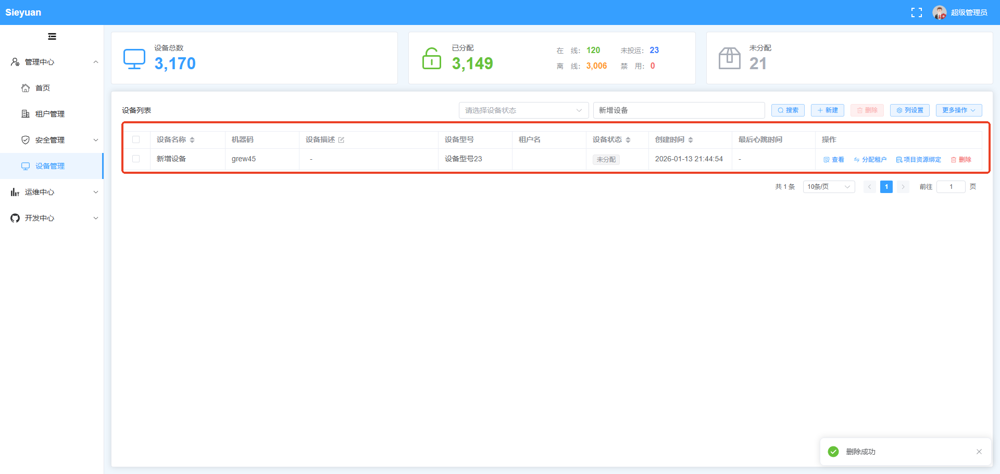 Sieyuan
超级管理员
管理中心
首页
租户管理
安全管理
设备管理
运维中心
开发中心
设备总数
3,170
已分配
3,149
在 线: 120
未投运: 23
离 线: 3,006
禁 用: 0
未分配
21
设备列表
请选择设备状态
新增设备
搜索
新建
删除
列设置
更多操作
设备名称 机器码 设备描述 设备型号 租户名 设备状态 创建时间 最后心跳时间 操作
新增设备 grew45 - 设备型号23 未分配 2026-01-13 21:44:54 - 查看 分配租户 项目资源绑定 删除
共 1 条 10条/页 1 前往 1 页
删除成功